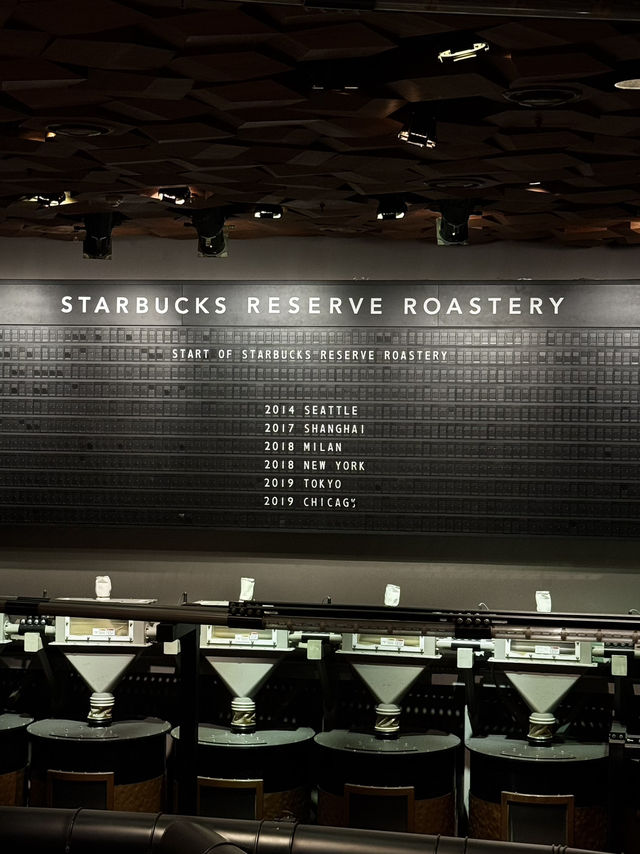 STARBUCKS RESERVE ROASTERY
START OF STARBUCKS RESERVE ROASTERY
2014 SEATTLE
2017 SHANGHAI
2018 MILAN
2018 NEW YORK
2019 TOKYO
2019 CHICAG%